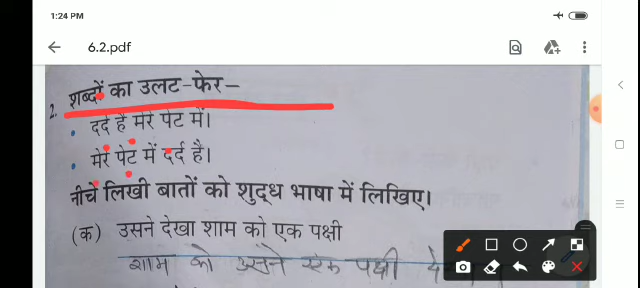 1:24 PM
6.2.pdf
2. शब्दों का उलट-फेर-
• दर्द है मेरे पेट में।
• मेरे पेट में दर्द है।
नीचे लिखी बातों को शुद्ध भाषा में लिखिए।
(क) उसने देखा शाम को एक पक्षी
शाम को उसने एक पक्षी